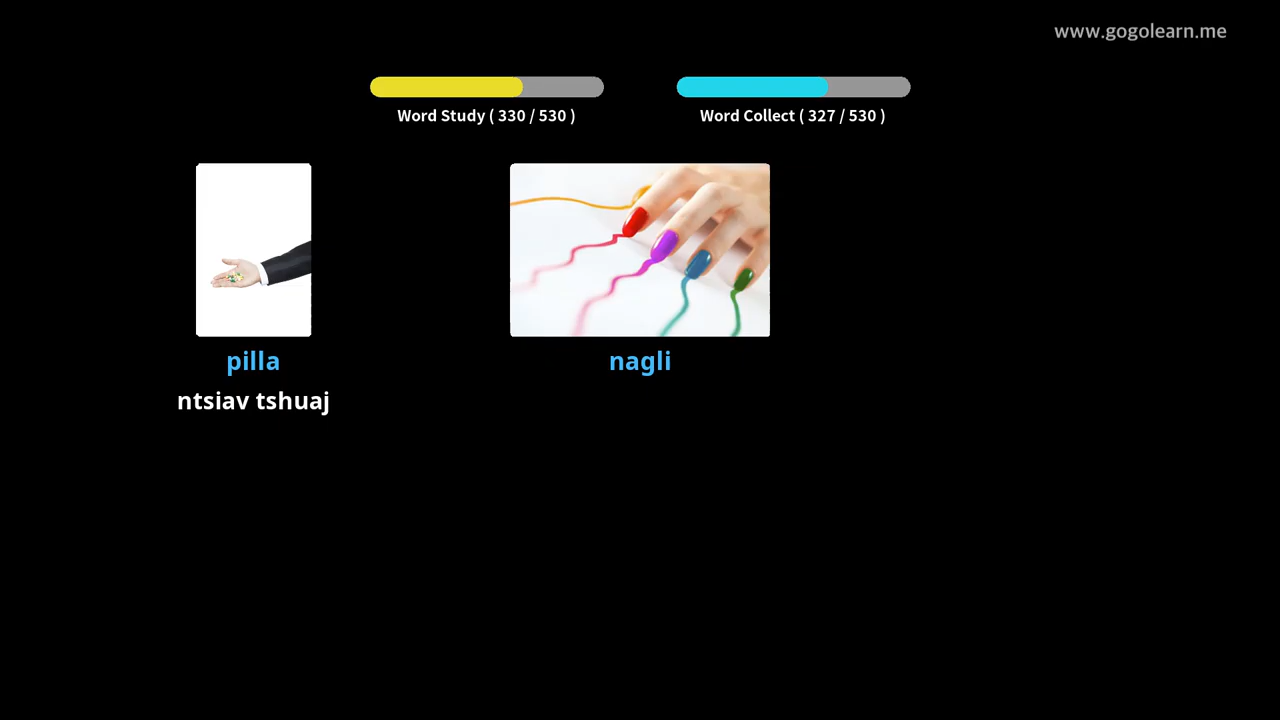 www.gogolearn.me
Word Study ( 330 / 530 )
Word Collect ( 327 / 530 )
pilla
ntsiav tshuaj
nagli